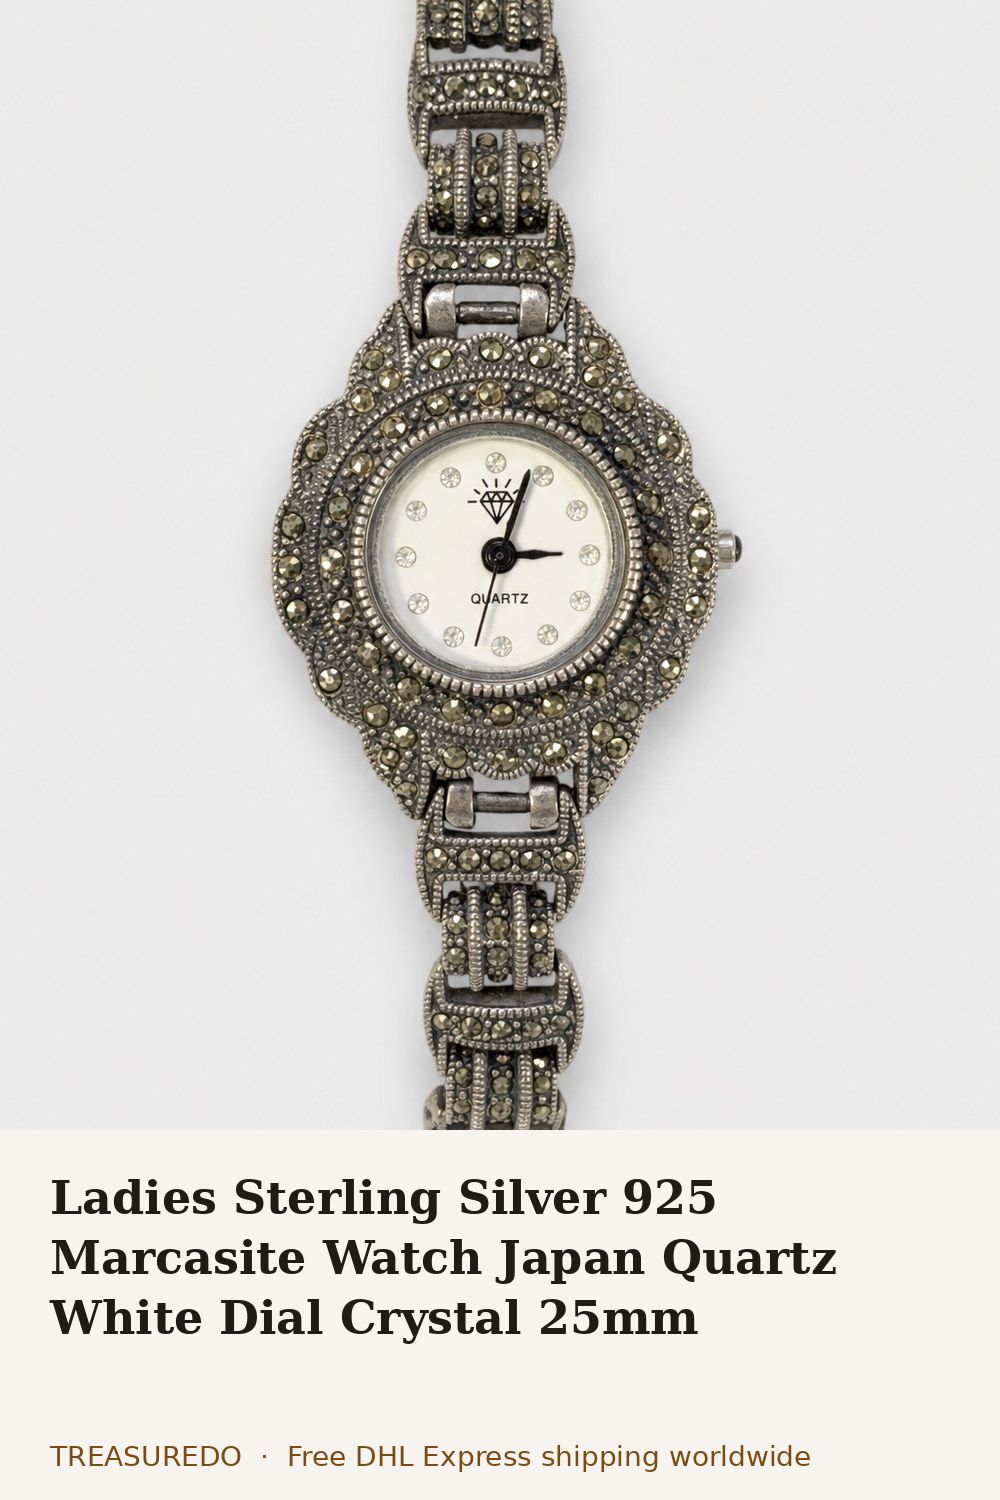 QUARTZ
Ladies Sterling Silver 925
Marcasite Watch Japan Quartz
White Dial Crystal 25mm
TREASUREDO · Free DHL Express shipping worldwide